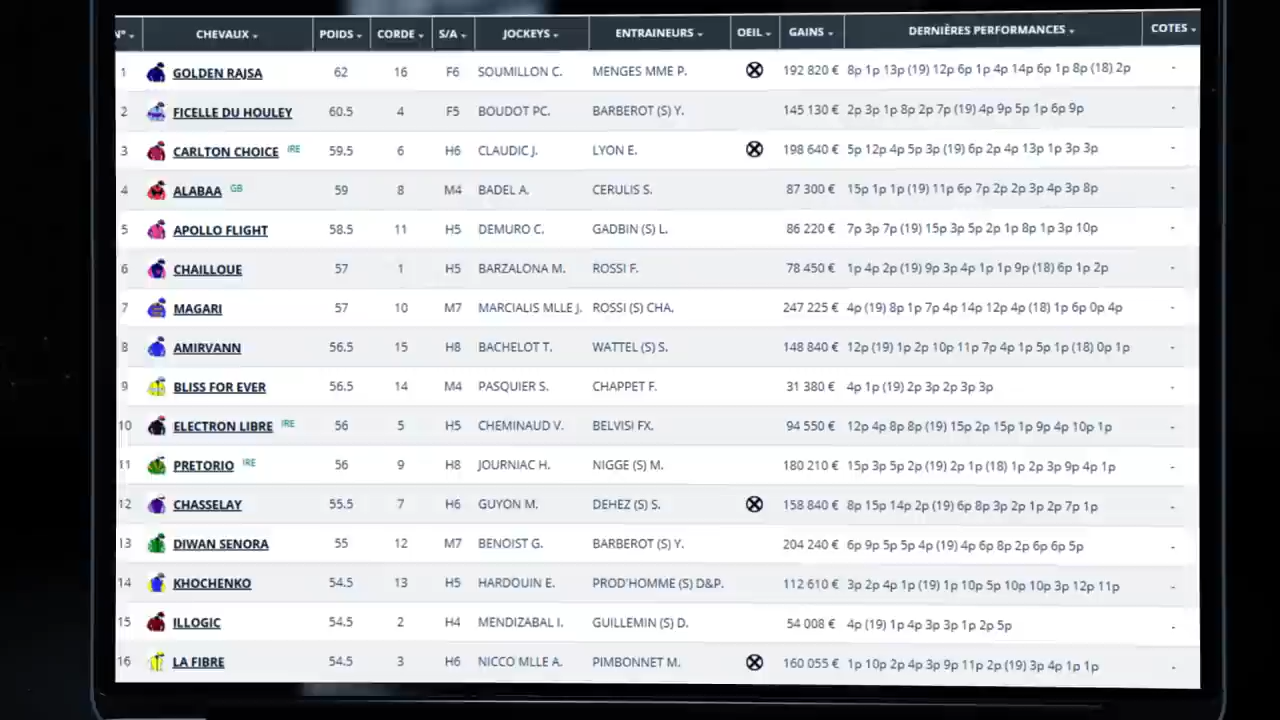 N° CHEVAUX POIDS CORDE S/A JOCKEYS ENTRAINEURS OEIL GAINS DERNIÈRES PERFORMANCES COTES
1 GOLDEN RAJSA 62 16 F6 SOUMILLON C. MENGES MME P. 192 820 € 8p 1p 13p (19) 12p 6p 1p 4p 14p 6p 1p 8p (18) 2p -
2 FICELLE DU HOULEY 60.5 4 F5 BOUDOT PC. BARBEROT (S) Y. 145 130 € 2p 3p 1p 8p 2p 7p (19) 4p 9p 5p 1p 6p 9p -
3 CARLTON CHOICE IRE 59.5 6 H6 CLAUDIC J. LYON E. 198 640 € 5p 12p 4p 5p 3p (19) 6p 2p 4p 13p 1p 3p 3p -
4 ALABAA GB 59 8 M4 BADEL A. CERULIS S. 87 300 € 15p 1p 1p (19) 11p 6p 7p 2p 2p 3p 4p 3p 8p -
5 APOLLO FLIGHT 58.5 11 H5 DEMURO C. GADBIN (S) L. 86 220 € 7p 3p 7p (19) 15p 3p 5p 2p 1p 8p 1p 3p 10p -
6 CHAILLOUE 57 1 H5 BARZALONA M. ROSSI F. 78 450 € 1p 4p 2p (19) 9p 3p 4p 1p 1p 9p (18) 6p 1p 2p -
7 MAGARI 57 10 M7 MARCIALIS MLLE J. ROSSI (S) CHA. 247 225 € 4p (19) 8p 1p 7p 4p 14p 12p 4p (18) 1p 6p 0p 4p -
8 AMIRVANN 56.5 15 H8 BACHELOT T. WATTEL (S) S. 148 840 € 12p (19) 1p 2p 10p 11p 7p 4p 1p 5p 1p (18) 0p 1p -
9 BLISS FOR EVER 56.5 14 M4 PASQUIER S. CHAPPET F. 31 380 € 4p 1p (19) 2p 3p 2p 3p 3p -
10 ELECTRON LIBRE IRE 56 5 H5 CHEMINAUD V. BELVISI FX. 94 550 € 12p 4p 8p 8p (19) 15p 2p 15p 1p 9p 4p 10p 1p -
11 PRETORIO IRE 56 9 H8 JOURNIAC H. NIGGE (S) M. 180 210 € 15p 3p 5p 2p (19) 2p 1p (18) 1p 2p 3p 9p 4p 1p -
12 CHASSELAY 55.5 7 H6 GUYON M. DEHEZ (S) S. 158 840 € 8p 15p 14p 2p (19) 6p 8p 3p 2p 1p 2p 7p 1p -
13 DIWAN SENORA 55 12 M7 BENOIST G. BARBEROT (S) Y. 204 240 € 6p 9p 5p 5p 4p (19) 4p 6p 8p 2p 6p 6p 5p -
14 KHOCHENKO 54.5 13 H5 HARDOUIN E. PROD'HOMME (S) D&P. 112 610 € 3p 2p 4p 1p (19) 1p 10p 5p 10p 10p 3p 12p 11p -
15 ILLOGIC 54.5 2 H4 MENDIZABAL I. GUILLEMIN (S) D. 54 008 € 4p (19) 1p 4p 3p 3p 1p 2p 5p -
16 LA FIBRE 54.5 3 H6 NICCO MLLE A. PIMBONNET M. 160 055 € 1p 10p 2p 4p 3p 9p 11p 2p (19) 3p 4p 1p 1p -